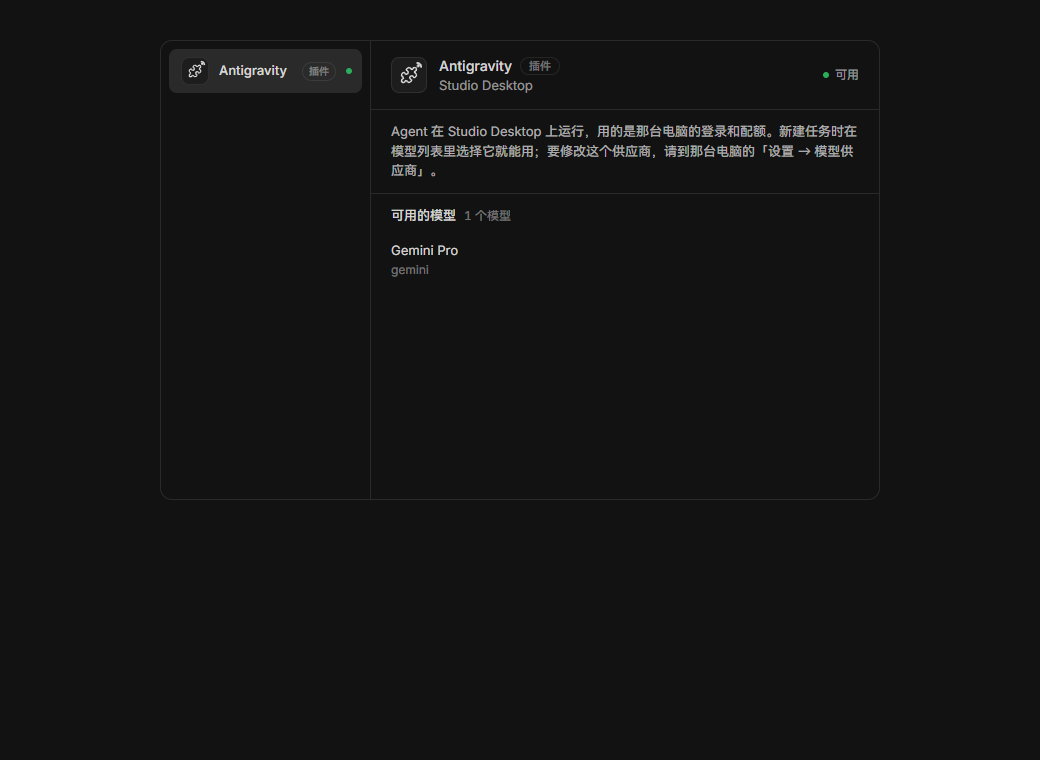 Antigravity 插件
Antigravity 插件
Studio Desktop
可用
Agent 在 Studio Desktop 上运行，用的是那台电脑的登录和配额。新建任务时在
模型列表里选择它就能用；要修改这个供应商，请到那台电脑的「设置 → 模型供
应商」。
可用的模型 1 个模型
Gemini Pro
gemini